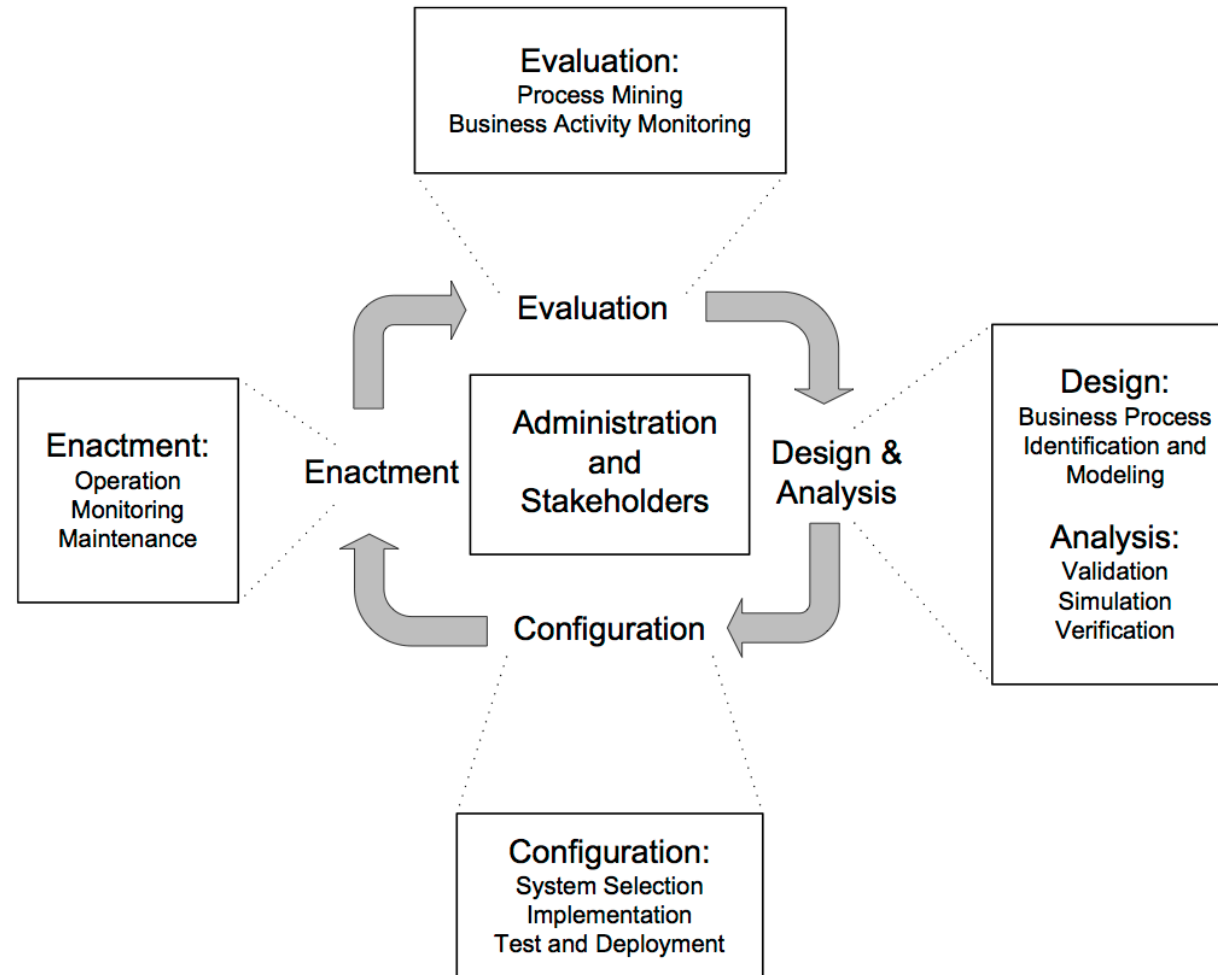 Evaluation:
Process Mining
Business Activity Monitoring
Evaluation
Administration
and
Stakeholders
Design &
Analysis
Design:
Business Process
Identification and
Modeling
Analysis:
Validation
Simulation
Verification
Enactment:
Operation
Monitoring
Maintenance
Enactment
Configuration
Configuration:
System Selection
Implementation
Test and Deployment